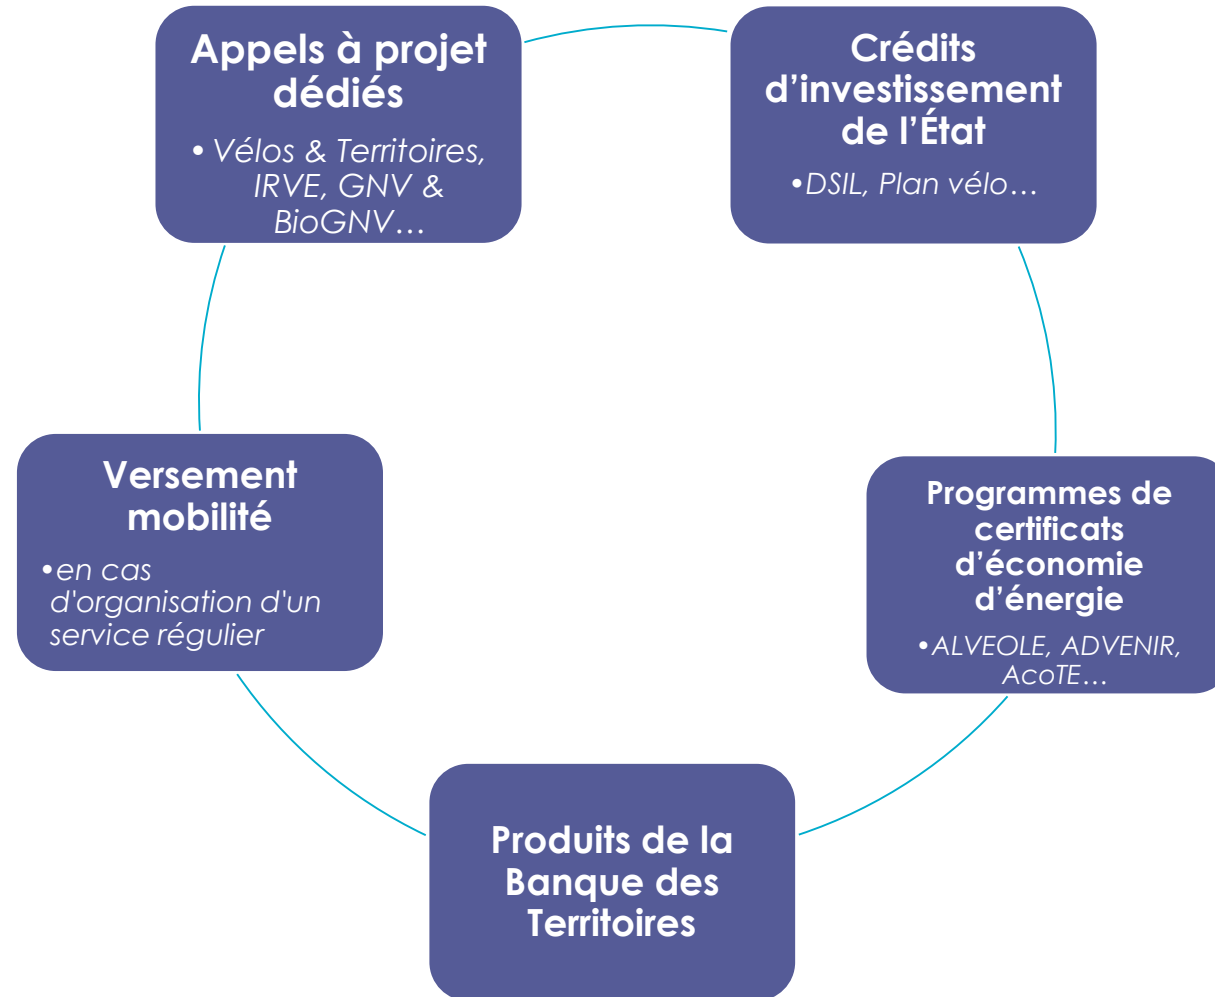 Appels à projet
dédiés
• Vélos & Territoires,
IRVE, GNV &
BioGNV…
Crédits
d’investissement
de l’État
•DSIL, Plan vélo…
Versement
mobilité
•en cas
d'organisation d'un
service régulier
Programmes de
certificats
d’économie
d’énergie
•ALVEOLE, ADVENIR,
AcoTE…
Produits de la
Banque des
Territoires